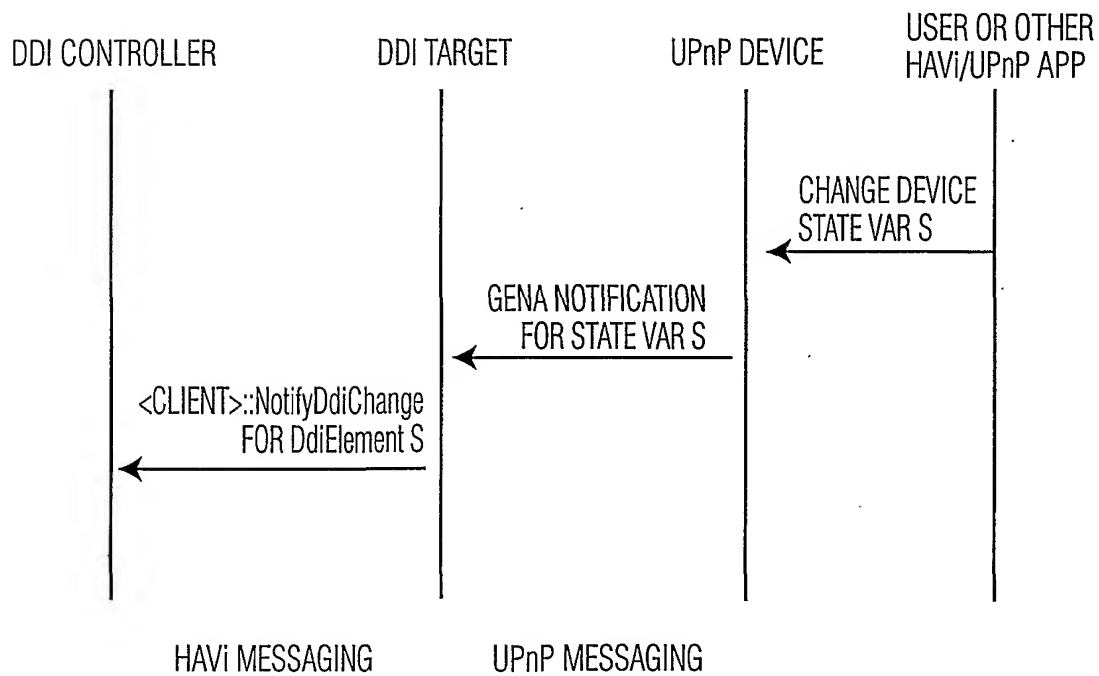 DDI CONTROLLER
DDI TARGET
UPnP DEVICE
USER OR OTHER
HAVi/UPnP APP
CHANGE DEVICE
STATE VAR S
GENA NOTIFICATION
FOR STATE VAR S
<CLIENT>::NotifyDdiChange
FOR DdiElement S
HAVi MESSAGING
UPnP MESSAGING